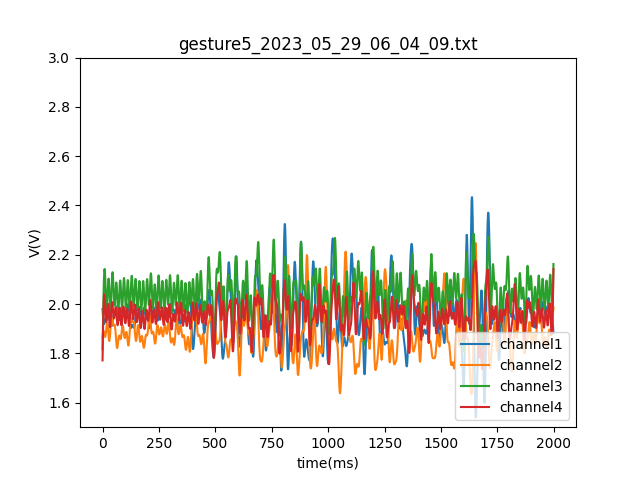 gesture5_2023_05_29_06_04_09.txt
3.0
2.8
2.6
2.4
2.2
2.0
1.8
1.6
V(V)
0 250 500 750 1000 1250 1500 1750 2000
time(ms)
channel1
channel2
channel3
channel4